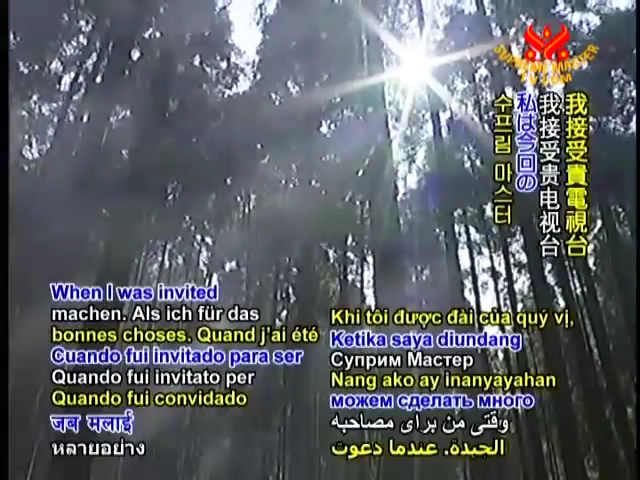 SUPREME MASTER
TV.COM
我接受貴電視台
我接受贵电视台
私は今回の
수프림 마스터
When I was invited
machen. Als ich für das
bonnes choses. Quand j'ai été
Cuando fui invitado para ser
Quando fui invitato per
Quando fui convidado
जब मलाई
หลายอย่าง
Khi tôi được đài của quý vị,
Ketika saya diundang
Суприм Мастер
Nang ako ay inanyayahan
можем сделать много
وقتی من برای مصاحبه
الجيدة. عندما دعوت